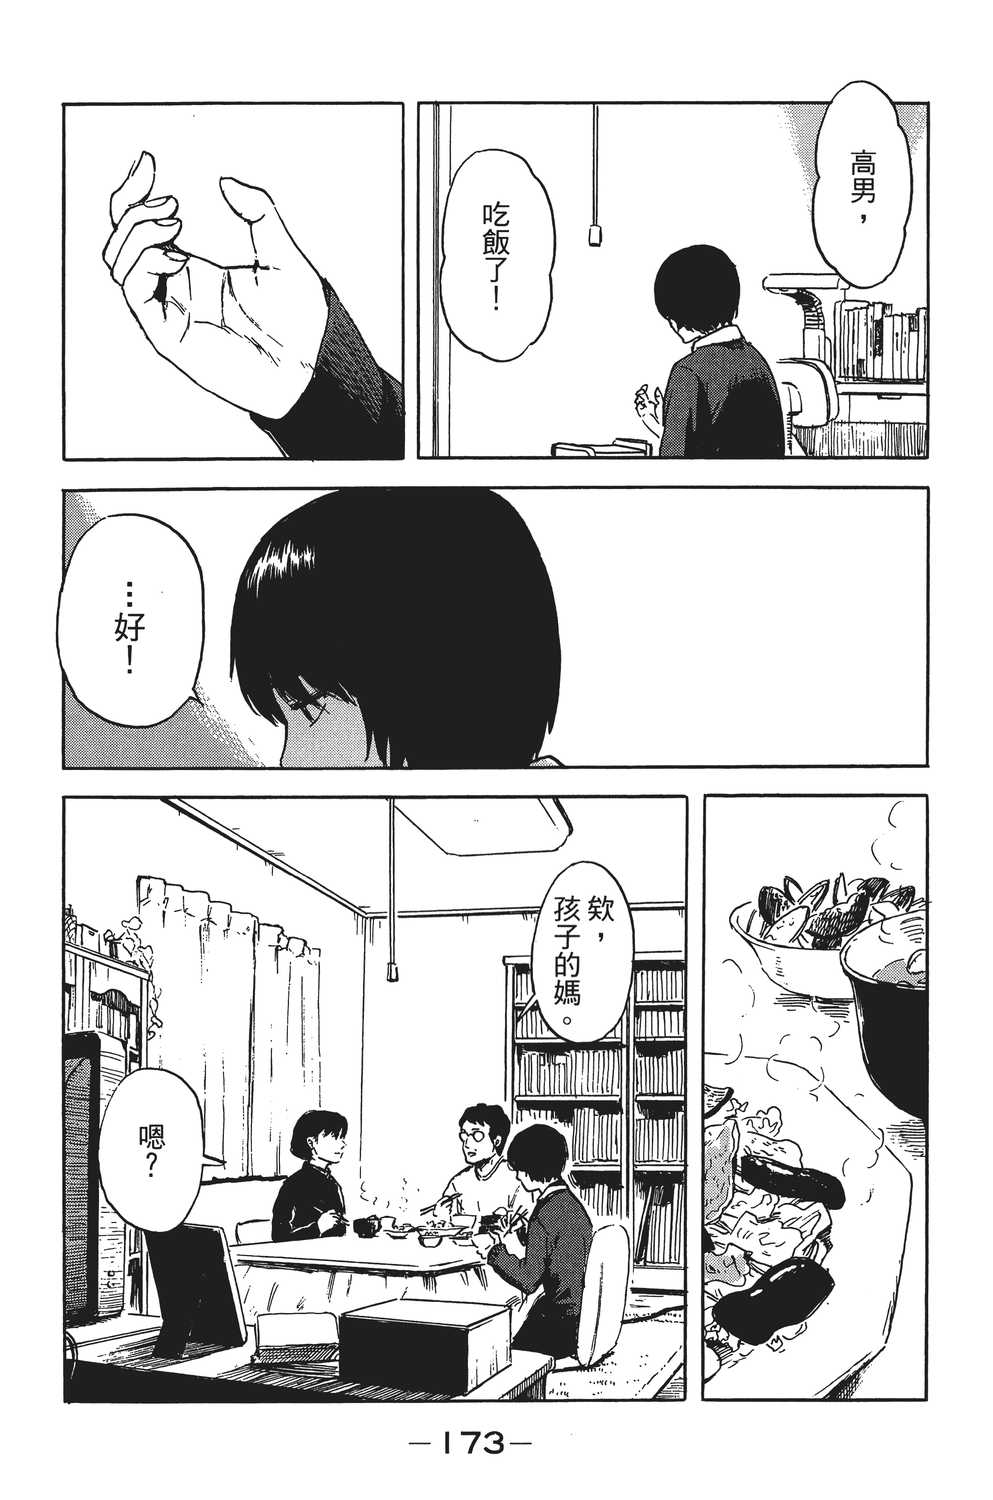 高男，
吃飯了！
…好！
欸，
孩子的媽。
嗯？
－173－